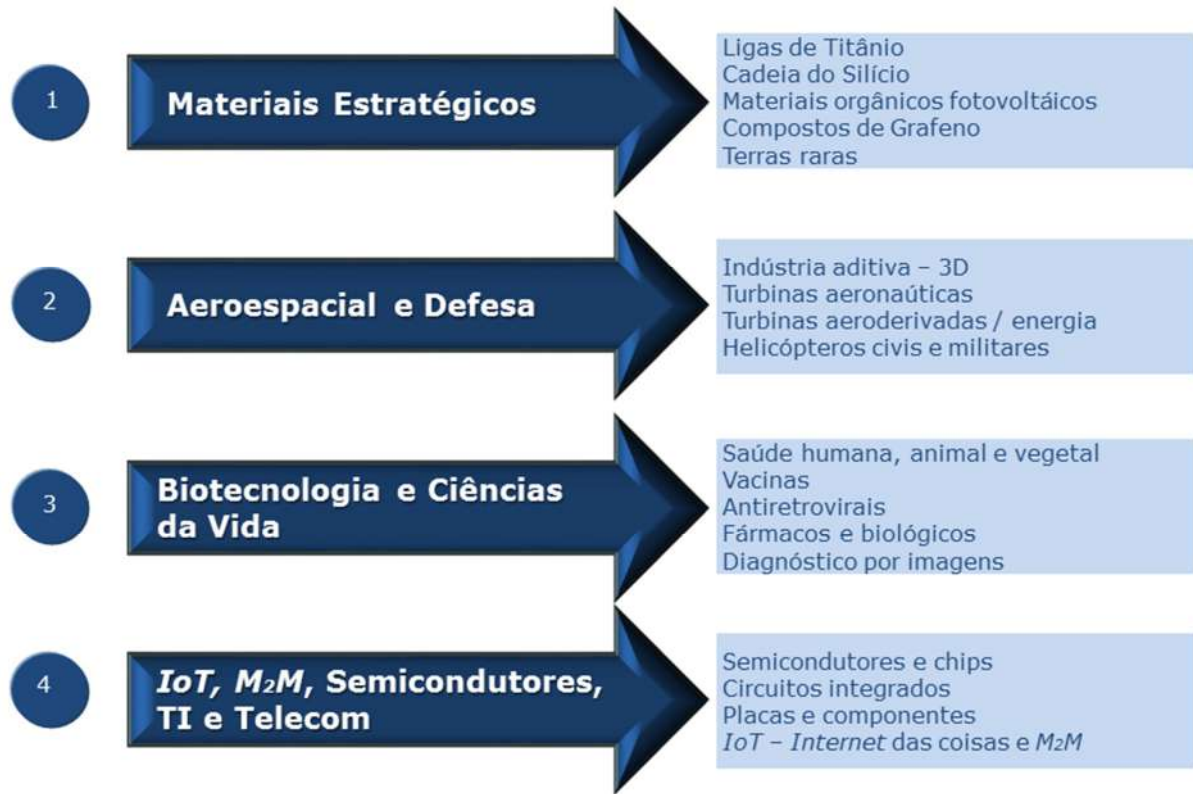 1
Materiais Estratégicos
Ligas de Titânio
Cadeia do Silício
Materiais orgânicos fotovoltáicos
Compostos de Grafeno
Terras raras
2
Aeroespacial e Defesa
Indústria aditiva – 3D
Turbinas aeronaúticas
Turbinas aeroderivadas / energia
Helicópteros civis e militares
3
Biotecnologia e Ciências
da Vida
Saúde humana, animal e vegetal
Vacinas
Antiretrovirais
Fármacos e biológicos
Diagnóstico por imagens
4
IoT, M2M, Semicondutores,
TI e Telecom
Semicondutores e chips
Circuitos integrados
Placas e componentes
IoT – Internet das coisas e M2M